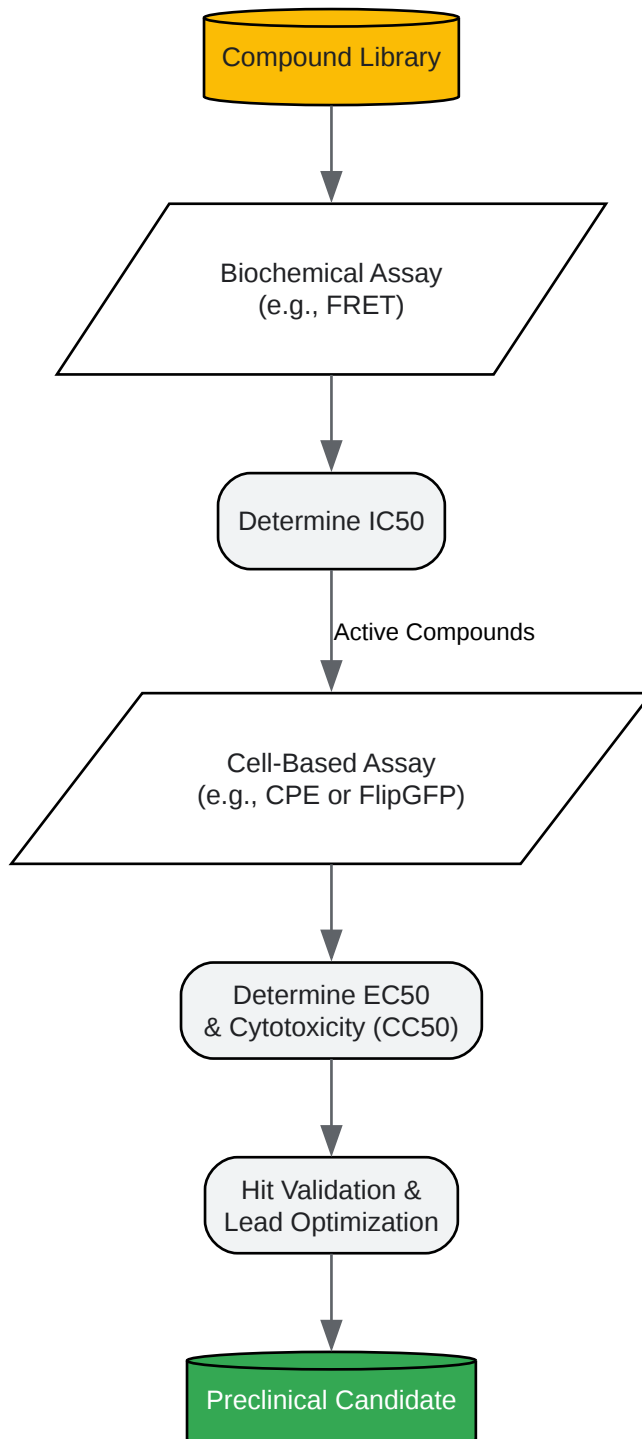 Compound Library
Biochemical Assay
(e.g., FRET)
Determine IC50
Active Compounds
Cell-Based Assay
(e.g., CPE or FlipGFP)
Determine EC50
& Cytotoxicity (CC50)
Hit Validation &
Lead Optimization
Preclinical Candidate